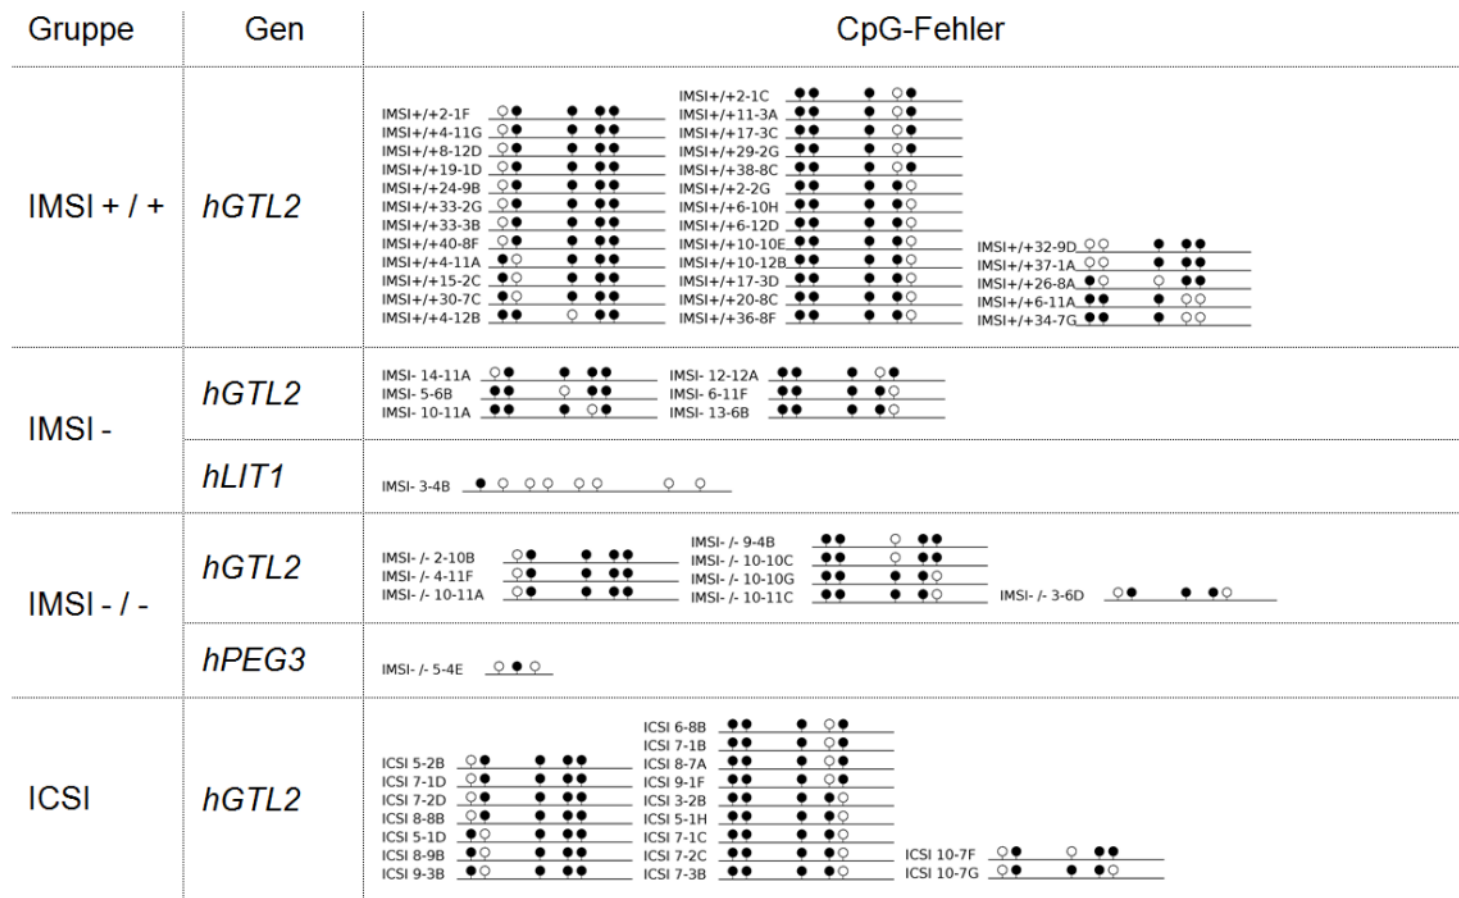 Gruppe Gen CpG-Fehler
IMSI + / + hGTL2
IMSI+/+2-1F
IMSI+/+4-11G
IMSI+/+8-12D
IMSI+/+19-1D
IMSI+/+24-9B
IMSI+/+33-2G
IMSI+/+33-3B
IMSI+/+40-8F
IMSI+/+4-11A
IMSI+/+15-2C
IMSI+/+30-7C
IMSI+/+4-12B
IMSI+/+2-1C
IMSI+/+11-3A
IMSI+/+17-3C
IMSI+/+29-2G
IMSI+/+38-8C
IMSI+/+2-2G
IMSI+/+6-10H
IMSI+/+6-12D
IMSI+/+10-10E
IMSI+/+10-12B
IMSI+/+17-3D
IMSI+/+20-8C
IMSI+/+36-8F
IMSI+/+32-9D
IMSI+/+37-1A
IMSI+/+26-8A
IMSI+/+6-11A
IMSI+/+34-7G
IMSI -
hGTL2
IMSI- 14-11A
IMSI- 5-6B
IMSI- 10-11A
IMSI- 12-12A
IMSI- 6-11F
IMSI- 13-6B
hLIT1
IMSI- 3-4B
IMSI - / -
hGTL2
IMSI- /- 2-10B
IMSI- /- 4-11F
IMSI- /- 10-11A
IMSI- /- 9-4B
IMSI- /- 10-10C
IMSI- /- 10-10G
IMSI- /- 10-11C
IMSI- /- 3-6D
hPEG3
IMSI- /- 5-4E
ICSI hGTL2
ICSI 5-2B
ICSI 7-1D
ICSI 7-2D
ICSI 8-8B
ICSI 5-1D
ICSI 8-9B
ICSI 9-3B
ICSI 6-8B
ICSI 7-1B
ICSI 8-7A
ICSI 9-1F
ICSI 3-2B
ICSI 5-1H
ICSI 7-1C
ICSI 7-2C
ICSI 7-3B
ICSI 10-7F
ICSI 10-7G